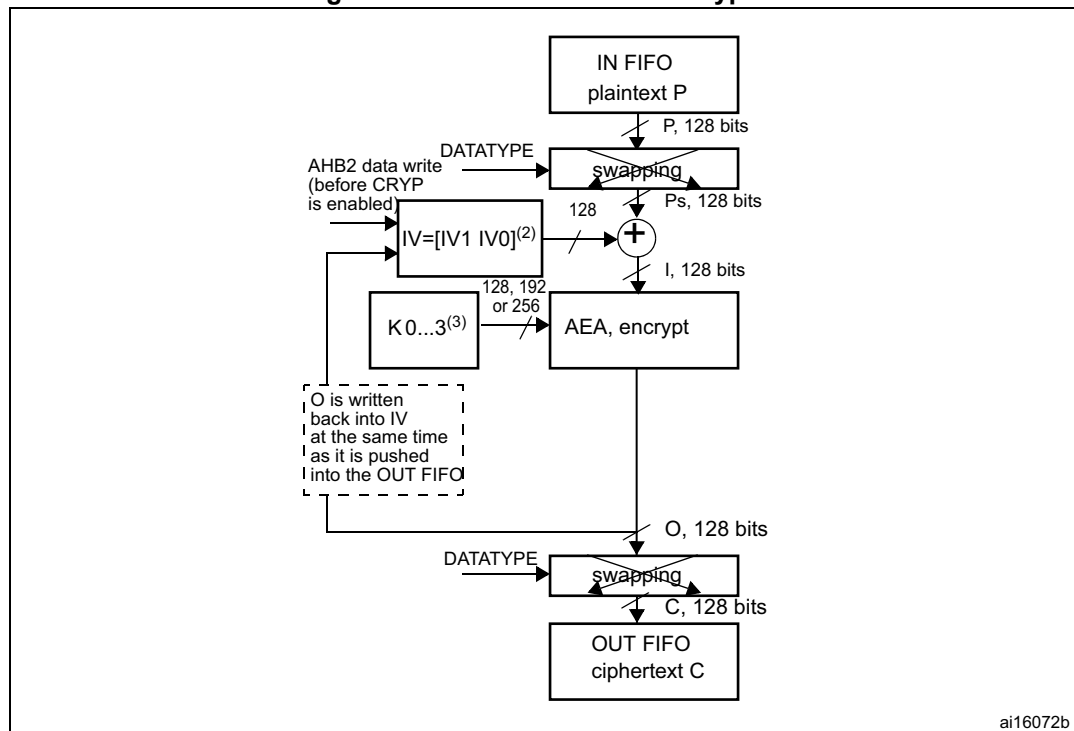 IN FIFO
plaintext P
P, 128 bits
DATATYPE
swapping
AHB2 data write
(before CRYP
is enabled)
Ps, 128 bits
IV=[IV1 IV0](2)
128
+
I, 128 bits
128, 192
or 256
K 0...3(3)
AEA, encrypt
O is written
back into IV
at the same time
as it is pushed
into the OUT FIFO
O, 128 bits
DATATYPE
swapping
C, 128 bits
OUT FIFO
ciphertext C
ai16072b